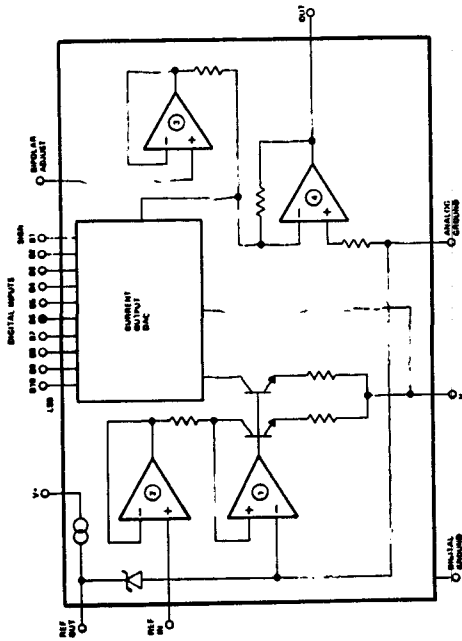 DIGITAL INPUTS
LSB
B10
B9
B8
B7
B6
B5
B4
B3
B2
B1
SIGN
BIPOLAR
ADJUST
OUT
V+
REF
OUT
REF
IN
CURRENT
OUTPUT
DAC
2
1
3
4
DIGITAL
GROUND
ANALOG
GROUND